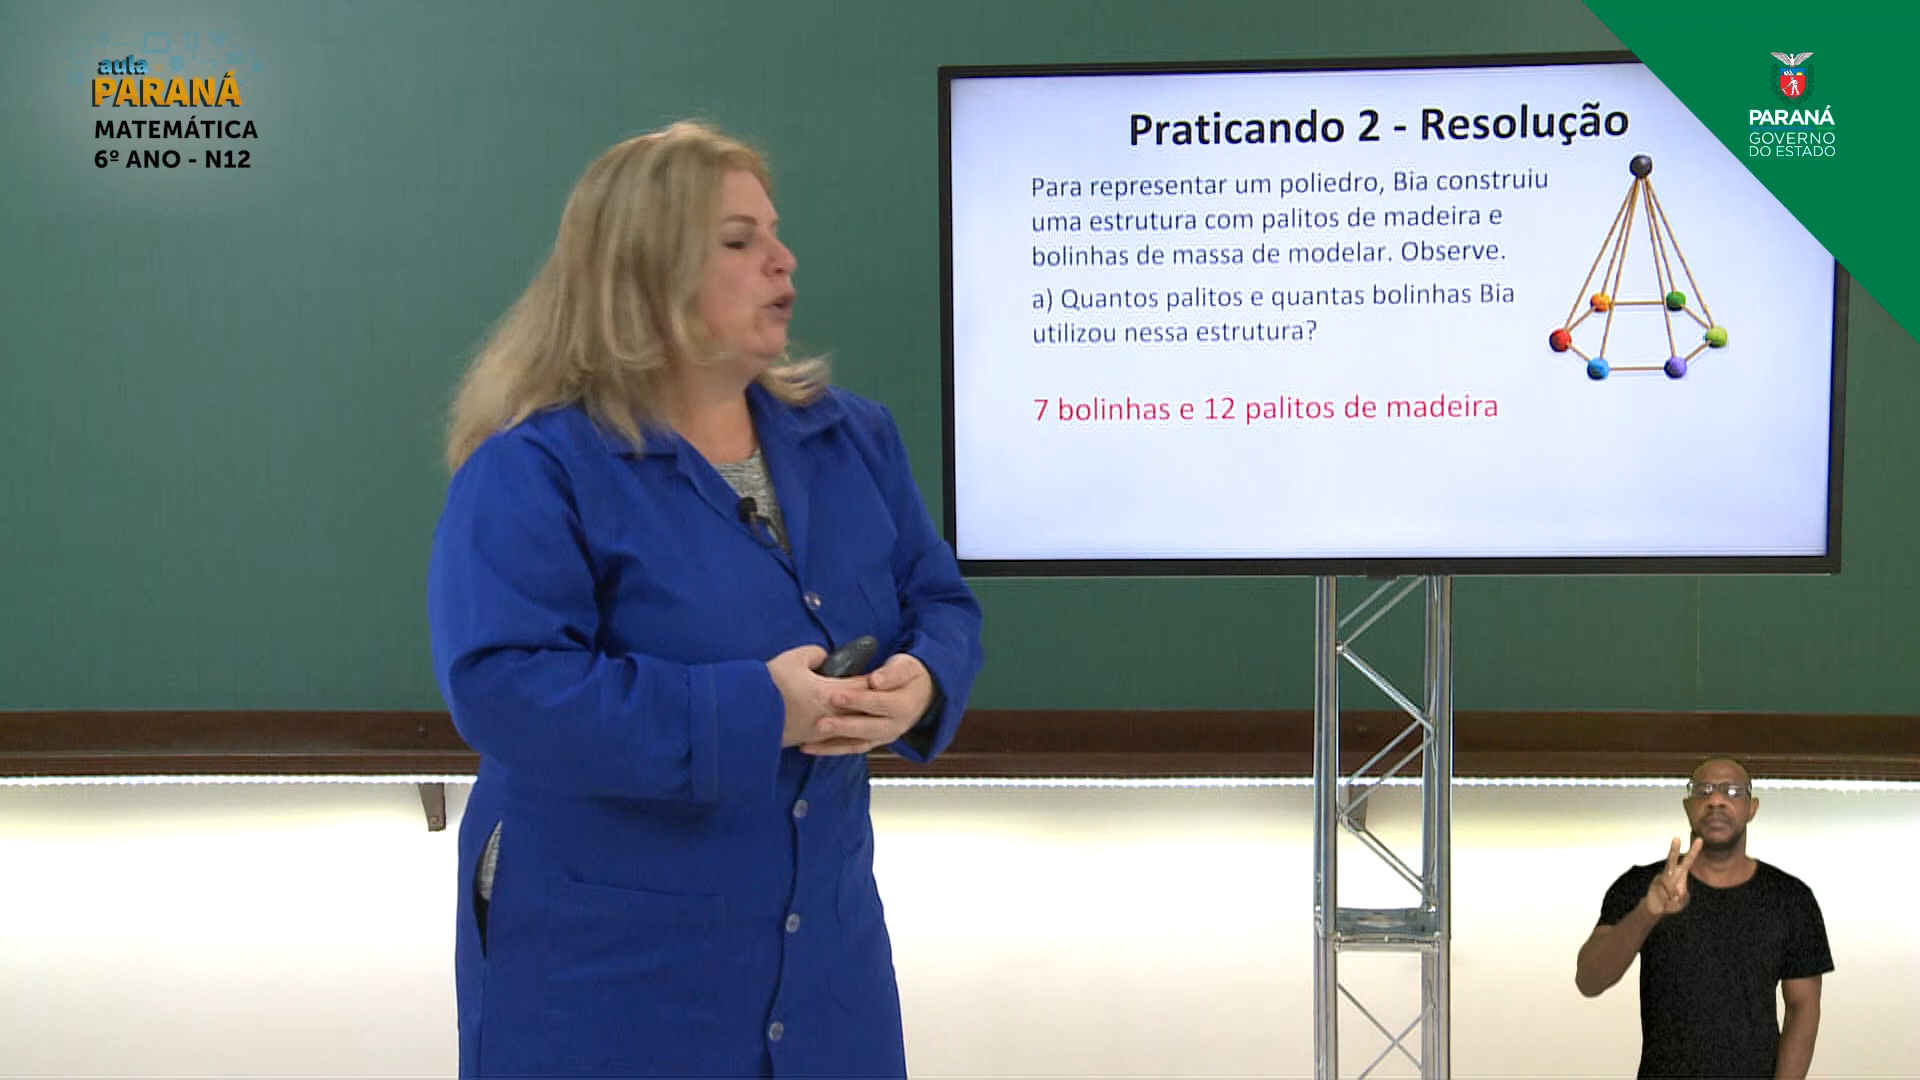 aula
PARANÁ
MATEMÁTICA
6º ANO - N12
Praticando 2 - Resolução
Para representar um poliedro, Bia construiu
uma estrutura com palitos de madeira e
bolinhas de massa de modelar. Observe.
a) Quantos palitos e quantas bolinhas Bia
utilizou nessa estrutura?
7 bolinhas e 12 palitos de madeira
PARANÁ
GOVERNO
DO ESTADO